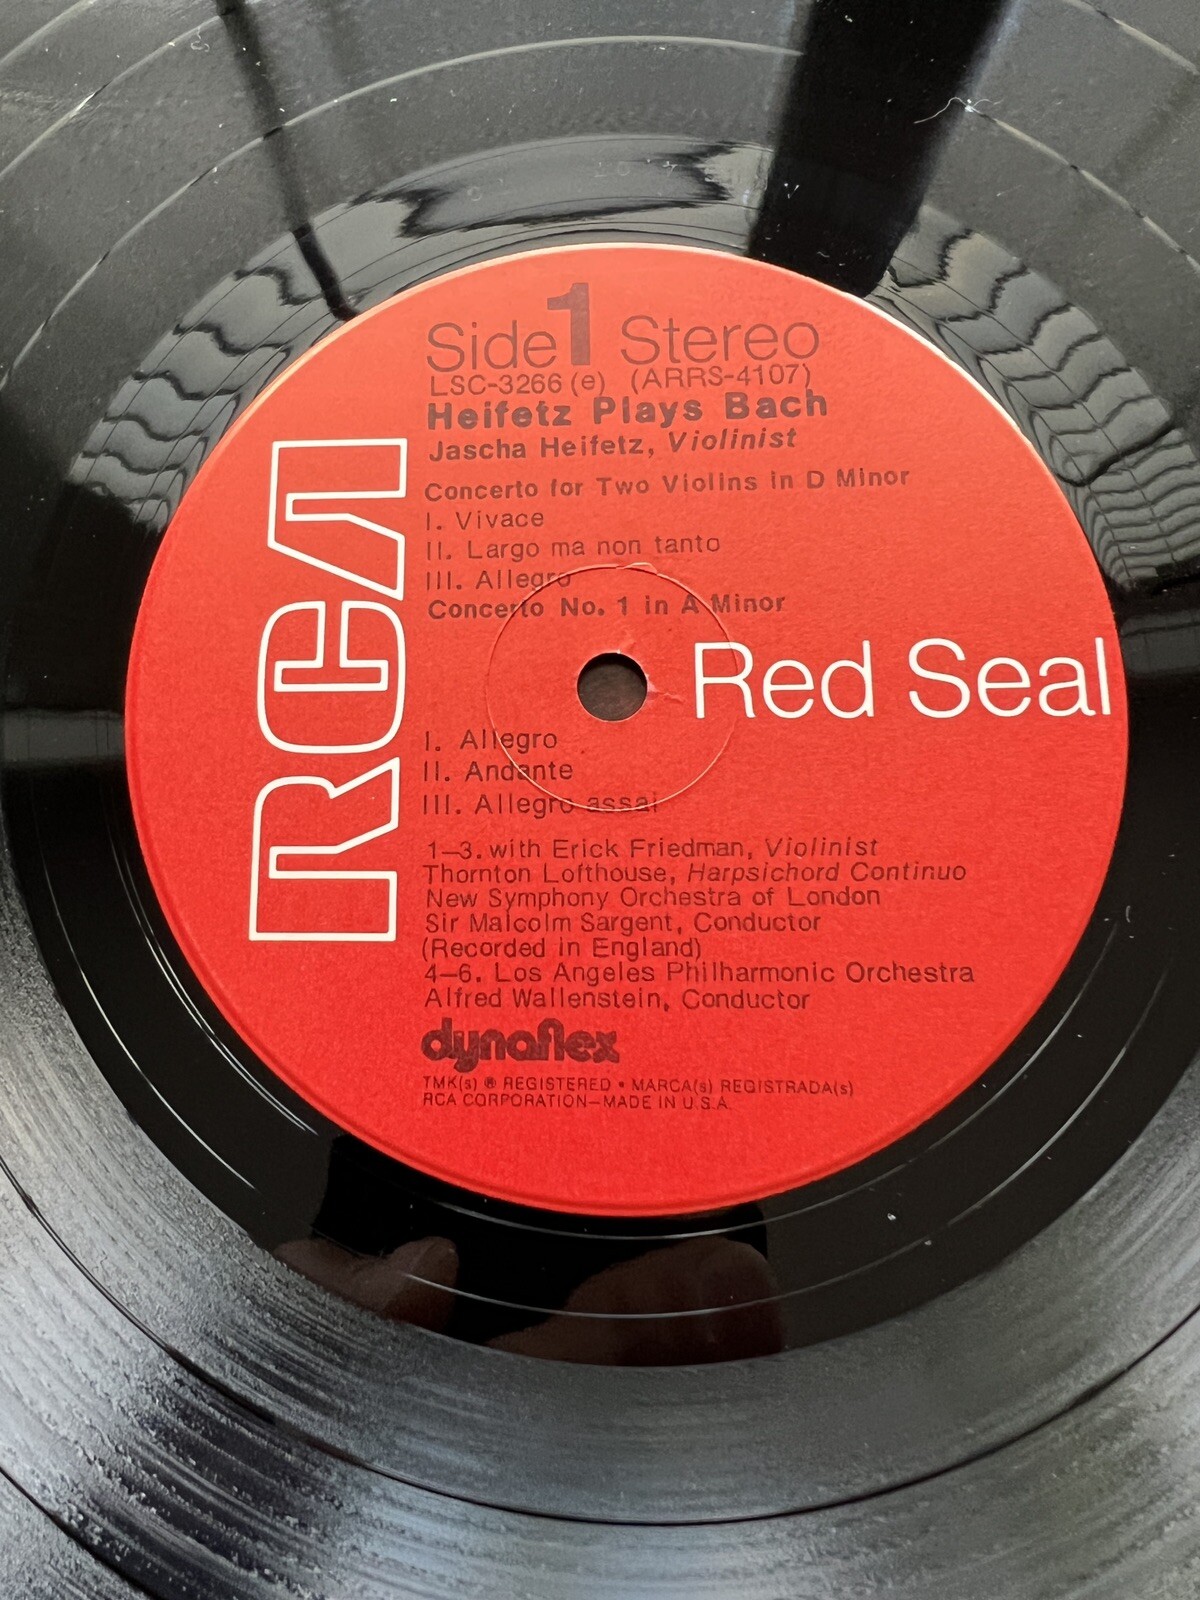 Side 1 Stereo
LSC-3266 (e) (ARRS-4107)
Heifetz Plays Bach
Jascha Heifetz, Violinist
Concerto for Two Violins in D Minor
I. Vivace
II. Largo ma non tanto
III. Allegro
Concerto No. 1 in A Minor
RCA
Red Seal
I. Allegro
II. Andante
III. Allegro assai
1–3. with Erick Friedman, Violinist
Thornton Lofthouse, Harpsichord Continuo
New Symphony Orchestra of London
Sir Malcolm Sargent, Conductor
(Recorded in England)
4–6. Los Angeles Philharmonic Orchestra
Alfred Wallenstein, Conductor
dynaflex
TMK(s) ® REGISTERED • MARCA(s) REGISTRADA(s)
RCA CORPORATION—MADE IN U.S.A.